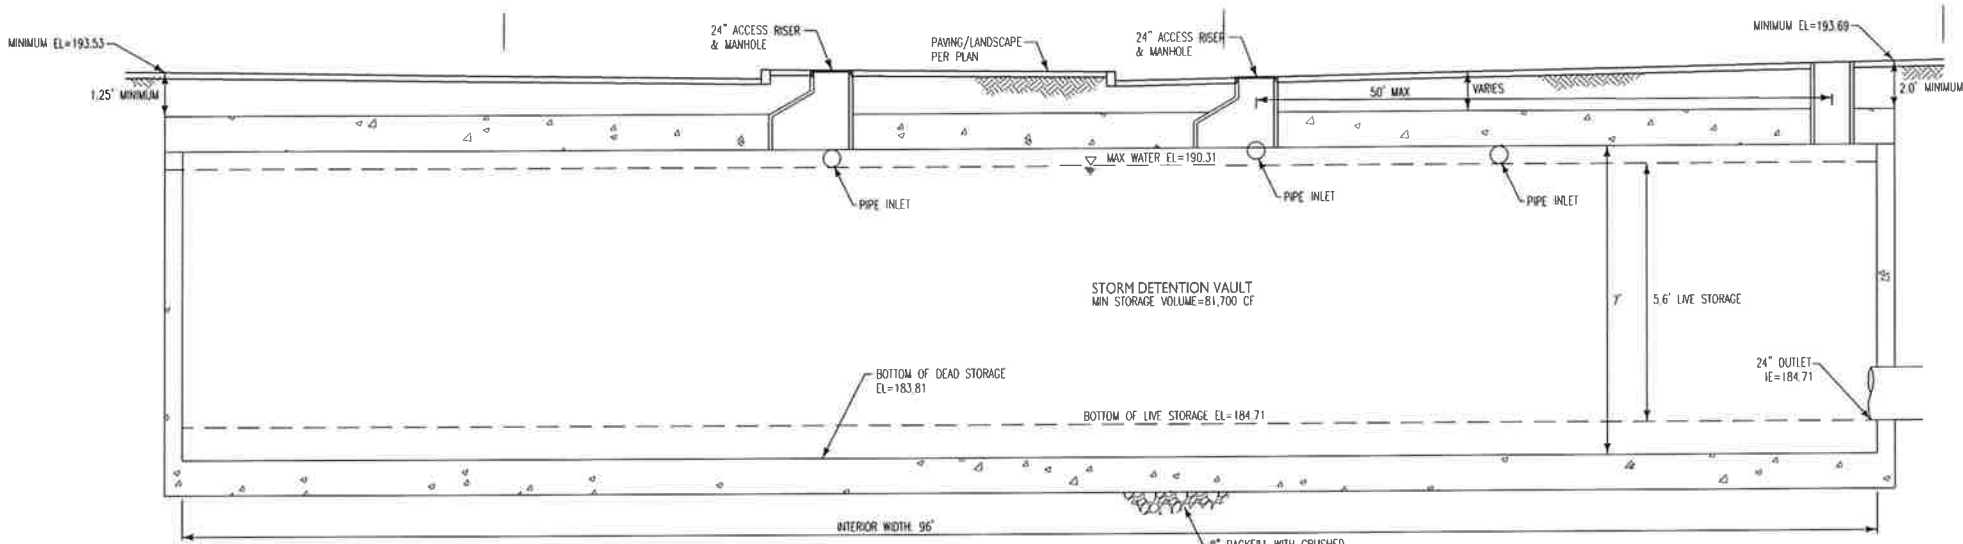 MINIMUM EL=193.53
24" ACCESS RISER
& MANHOLE
PAVING/LANDSCAPE
PER PLAN
24" ACCESS RISER
& MANHOLE
MINIMUM EL=193.69
1.25' MINIMUM
50' MAX
VARIES
2.0' MINIMUM
MAX WATER EL=190.31
PIPE INLET
PIPE INLET
PIPE INLET
STORM DETENTION VAULT
MIN STORAGE VOLUME=81,700 CF
7'
5.6' LIVE STORAGE
24" OUTLET
IE=184.71
BOTTOM OF DEAD STORAGE
EL=183.81
BOTTOM OF LIVE STORAGE EL=184.71
INTERIOR WIDTH: 96'
BACKFILL WITH CRUSHED